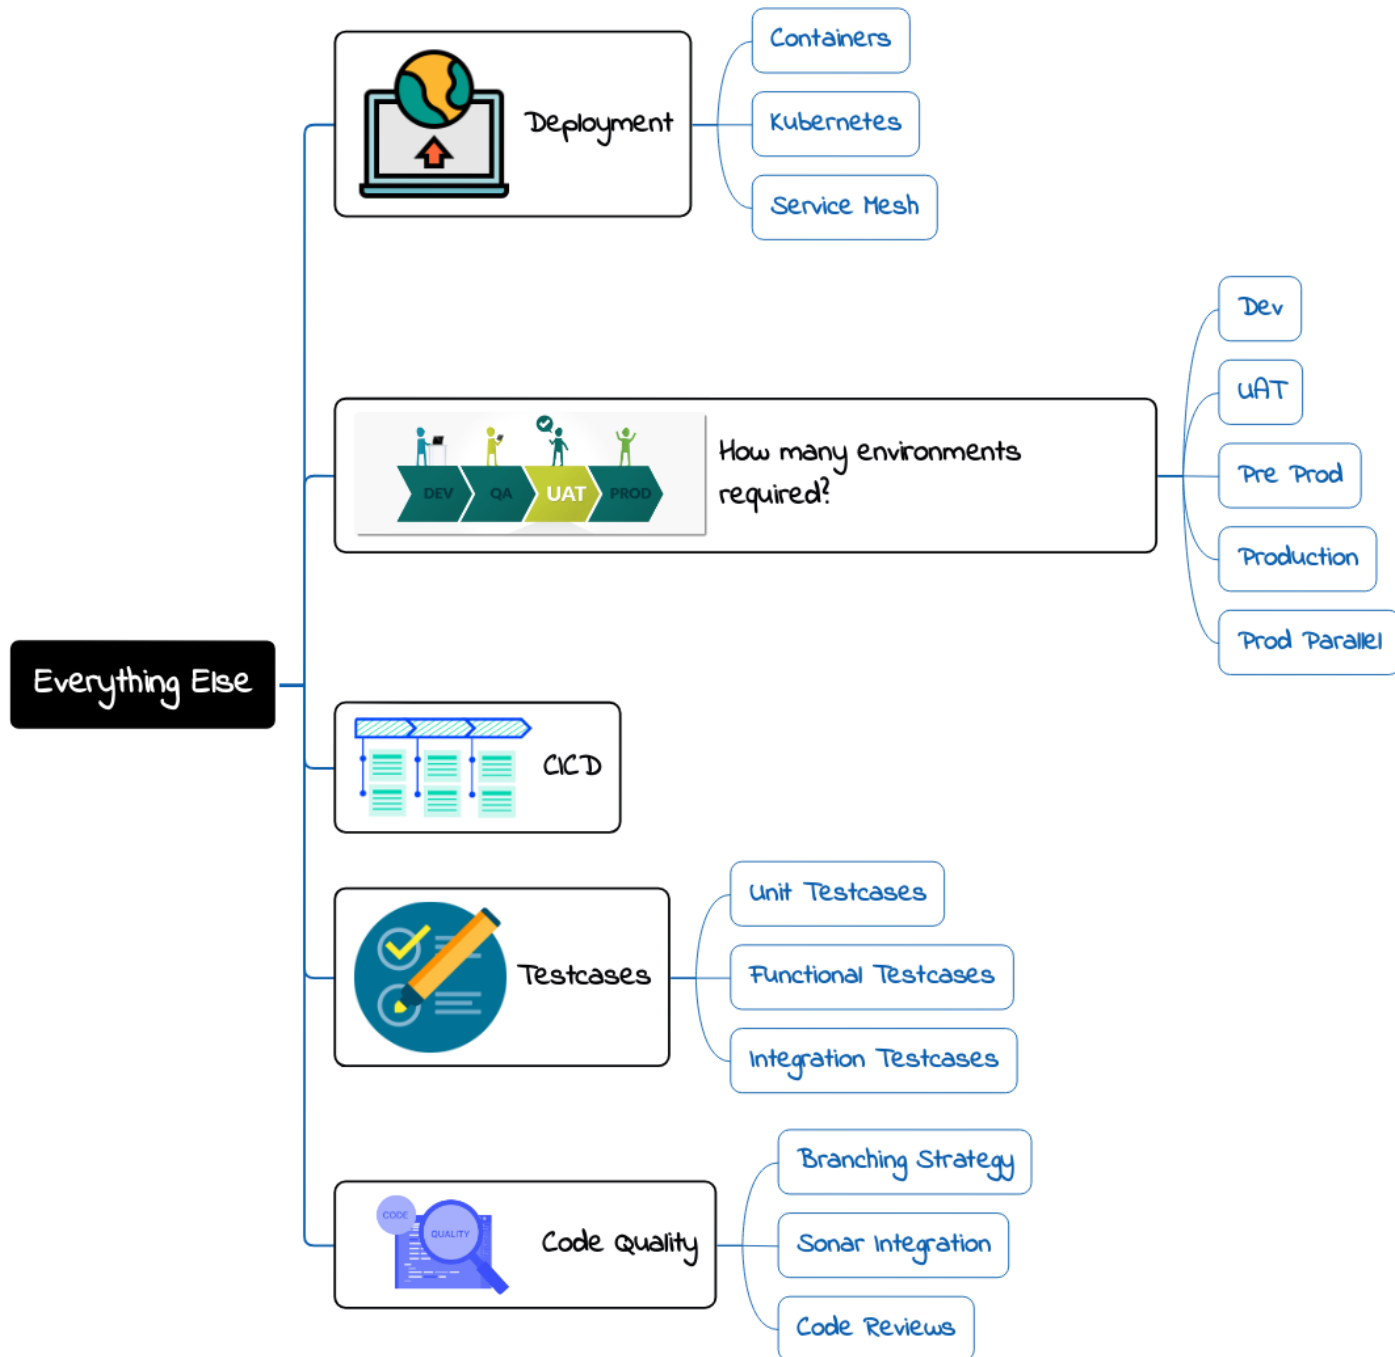 Containers
Deployment
Kubernetes
Service Mesh
Dev
UAT
DEV
QA
UAT
PROD
How many environments
required?
Pre Prod
Production
Prod Parallel
Everything Else
CICD
Unit Testcases
Testcases
Functional Testcases
Integration Testcases
Branching Strategy
CODE
QUALITY
Code Quality
Sonar Integration
Code Reviews